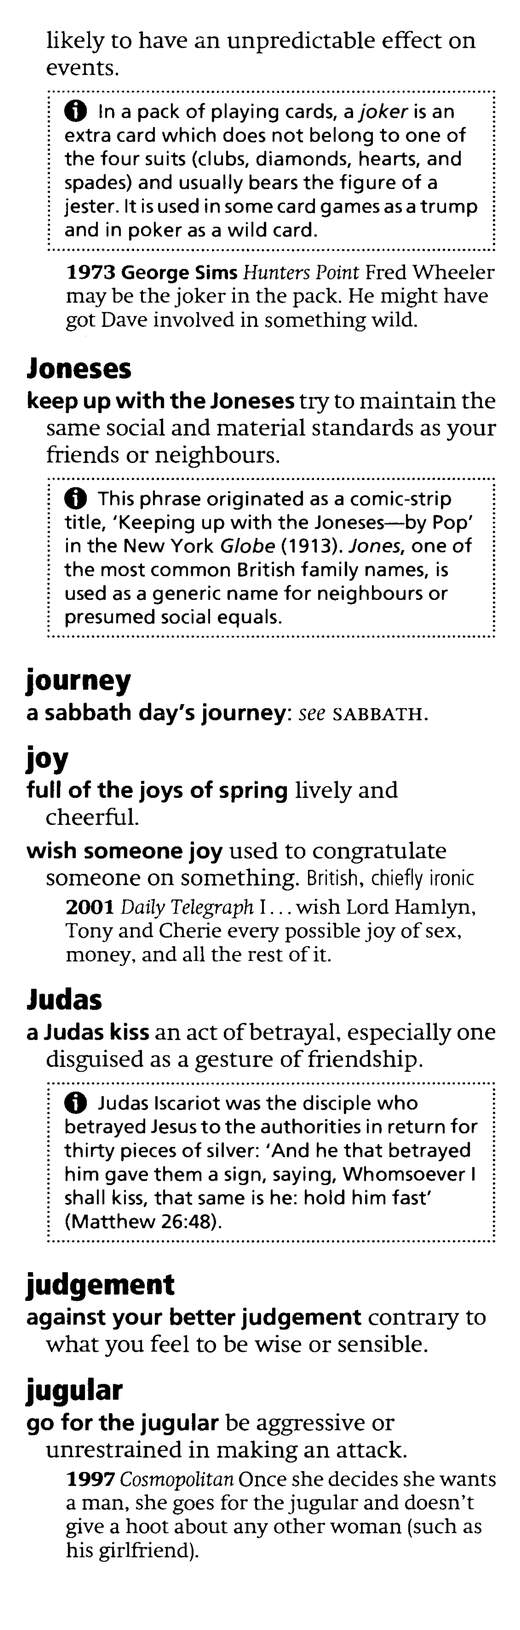 likely to have an unpredictable effect on
events.
In a pack of playing cards, a joker is an
extra card which does not belong to one of
the four suits (clubs, diamonds, hearts, and
spades) and usually bears the figure of a
jester. It is used in some card games as a trump
and in poker as a wild card.
1973 George Sims Hunters Point Fred Wheeler
may be the joker in the pack. He might have
got Dave involved in something wild.
Joneses
keep up with the Joneses try to maintain the
same social and material standards as your
friends or neighbours.
This phrase originated as a comic-strip
title, ‘Keeping up with the Joneses—by Pop’
in the New York Globe (1913). Jones, one of
the most common British family names, is
used as a generic name for neighbours or
presumed social equals.
journey
a sabbath day’s journey: see SABBATH.
joy
full of the joys of spring lively and
cheerful.
wish someone joy used to congratulate
someone on something. British, chiefly ironic
2001 Daily Telegraph I . . . wish Lord Hamlyn,
Tony and Cherie every possible joy of sex,
money, and all the rest of it.
Judas
a Judas kiss an act of betrayal, especially one
disguised as a gesture of friendship.
Judas Iscariot was the disciple who
betrayed Jesus to the authorities in return for
thirty pieces of silver: ‘And he that betrayed
him gave them a sign, saying, Whomsoever I
shall kiss, that same is he: hold him fast’
(Matthew 26:48).
judgement
against your better judgement contrary to
what you feel to be wise or sensible.
jugular
go for the jugular be aggressive or
unrestrained in making an attack.
1997 Cosmopolitan Once she decides she wants
a man, she goes for the jugular and doesn’t
give a hoot about any other woman (such as
his girlfriend).